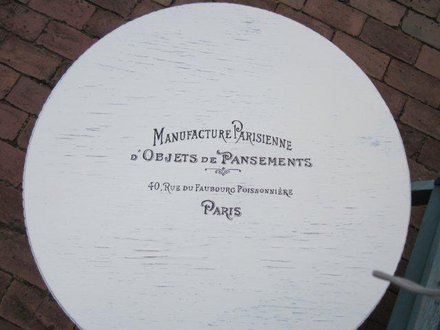 Manufacture Parisienne
d'Objets de Pansements
40, Rue du Faubourg Poissonnière
Paris